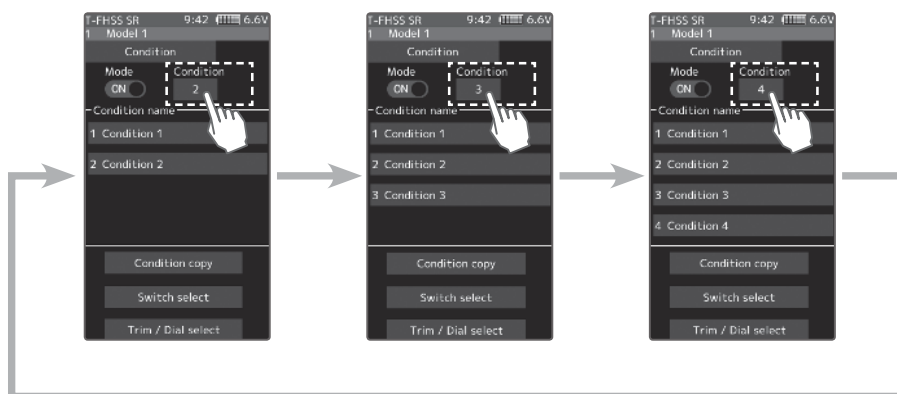 T-FHSS SR 9:42 6.6V
1 Model 1
Condition
Mode Condition
ON 2
Condition name
1 Condition 1
2 Condition 2
Condition copy
Switch select
Trim / Dial select
T-FHSS SR 9:42 6.6V
1 Model 1
Condition
Mode Condition
ON 3
Condition name
1 Condition 1
2 Condition 2
3 Condition 3
Condition copy
Switch select
Trim / Dial select
T-FHSS SR 9:42 6.6V
1 Model 1
Condition
Mode Condition
ON 4
Condition name
1 Condition 1
2 Condition 2
3 Condition 3
4 Condition 4
Condition copy
Switch select
Trim / Dial select